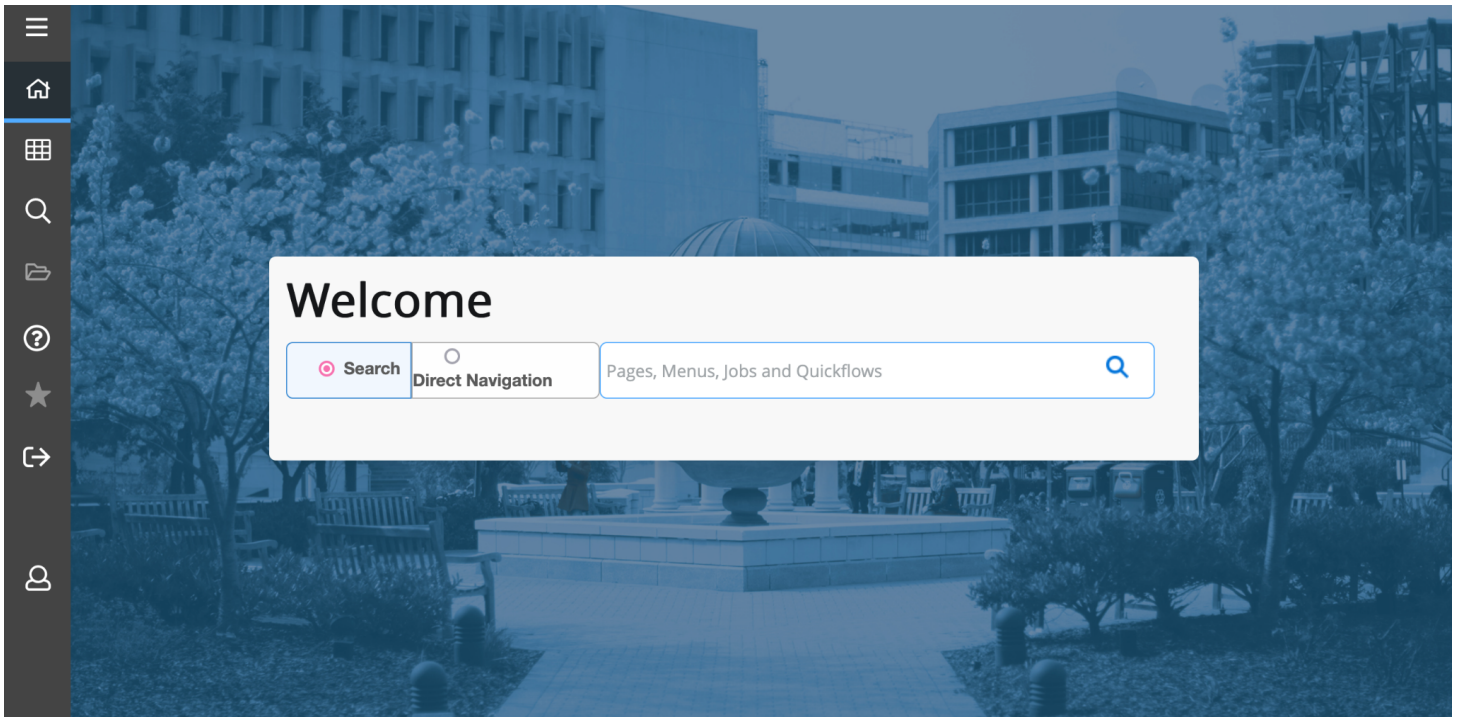 Welcome
Search
Direct Navigation
Pages, Menus, Jobs and Quickflows